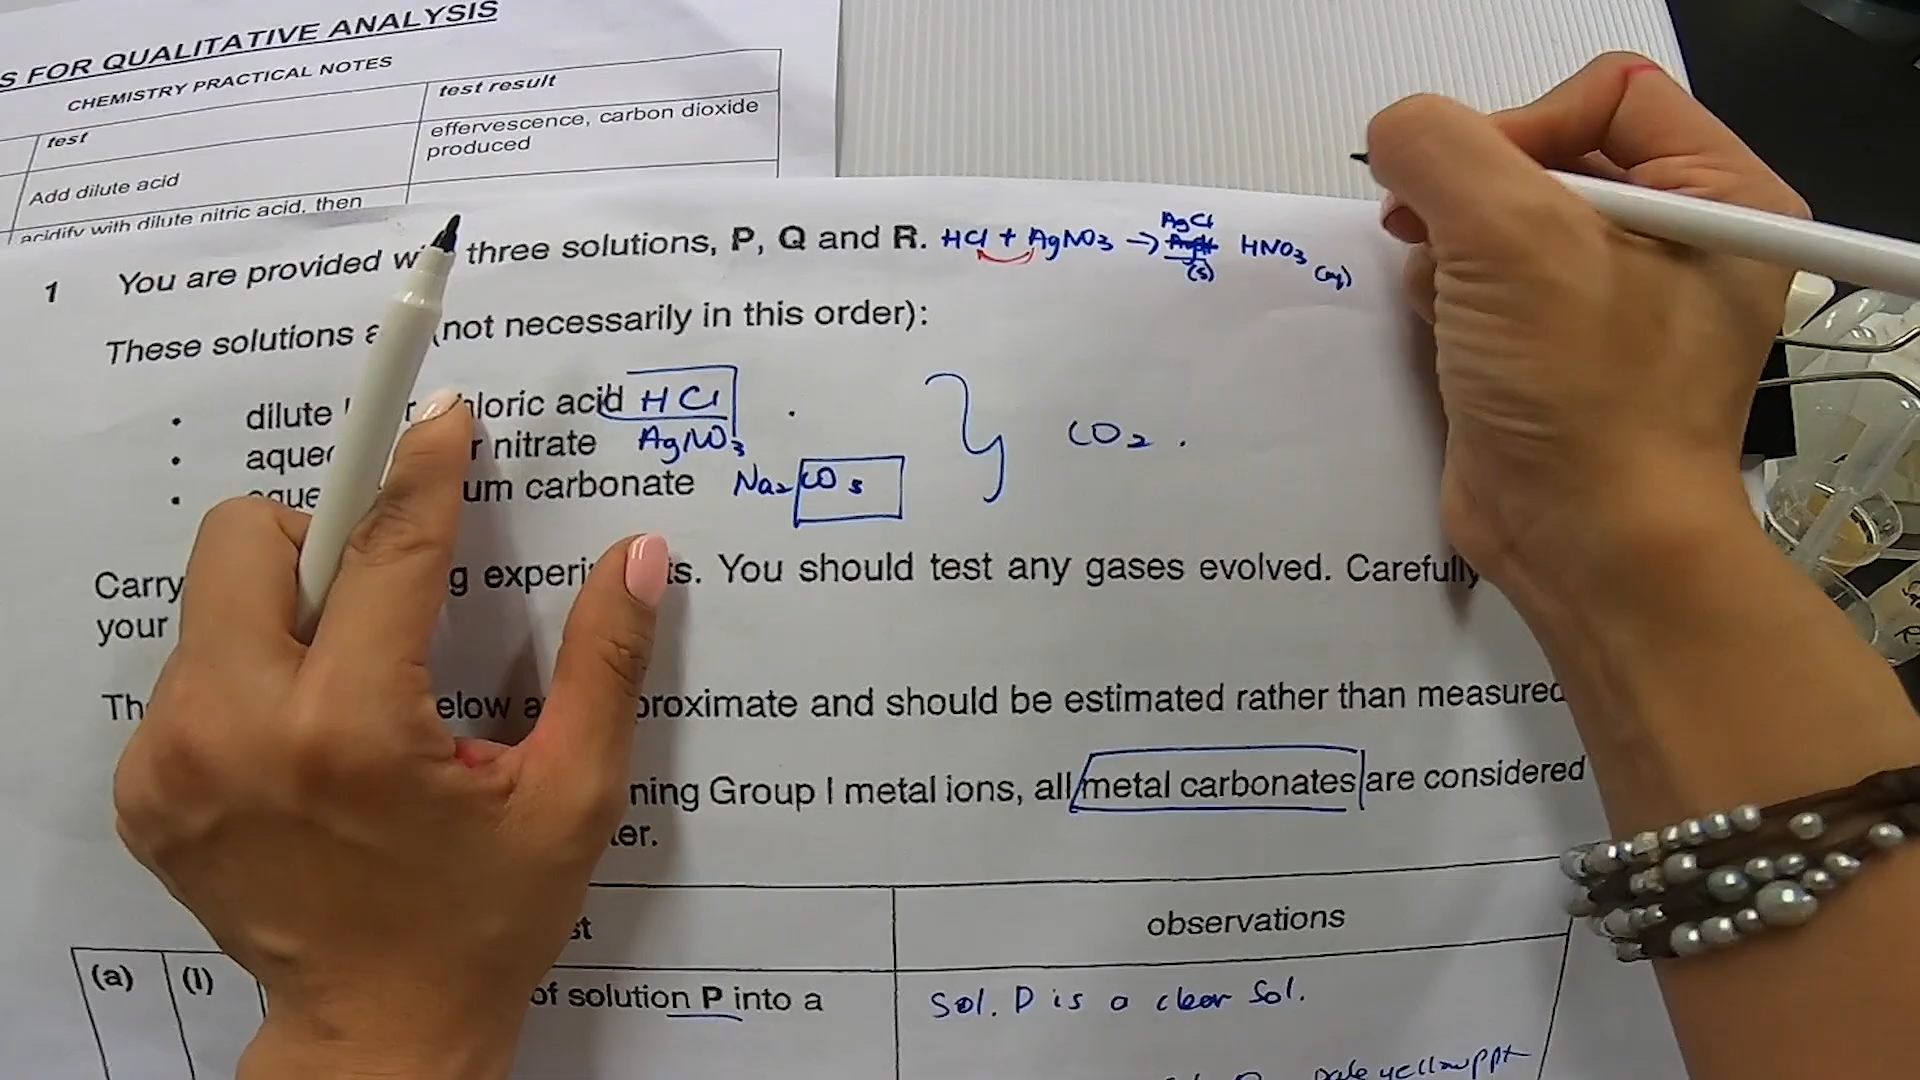 S FOR QUALITATIVE ANALYSIS
CHEMISTRY PRACTICAL NOTES
test
test result
Add dilute acid
effervescence, carbon dioxide
produced
acidify with dilute nitric acid, then
1 You are provided w three solutions, P, Q and R. HCl + AgNO3 → AgCl (s) HNO3 (aq)
These solutions a (not necessarily in this order):
• dilute hloric acid HCl .
• aque r nitrate AgNO3
• aque um carbonate Na2CO3
CO2 .
Carry g experi ts. You should test any gases evolved. Carefully
your
Th elow a proximate and should be estimated rather than measured
ning Group I metal ions, all metal carbonates are considered
er.
st
observations
(a) (I) of solution P into a
Sol. P is a clear Sol.
pale yellow ppt